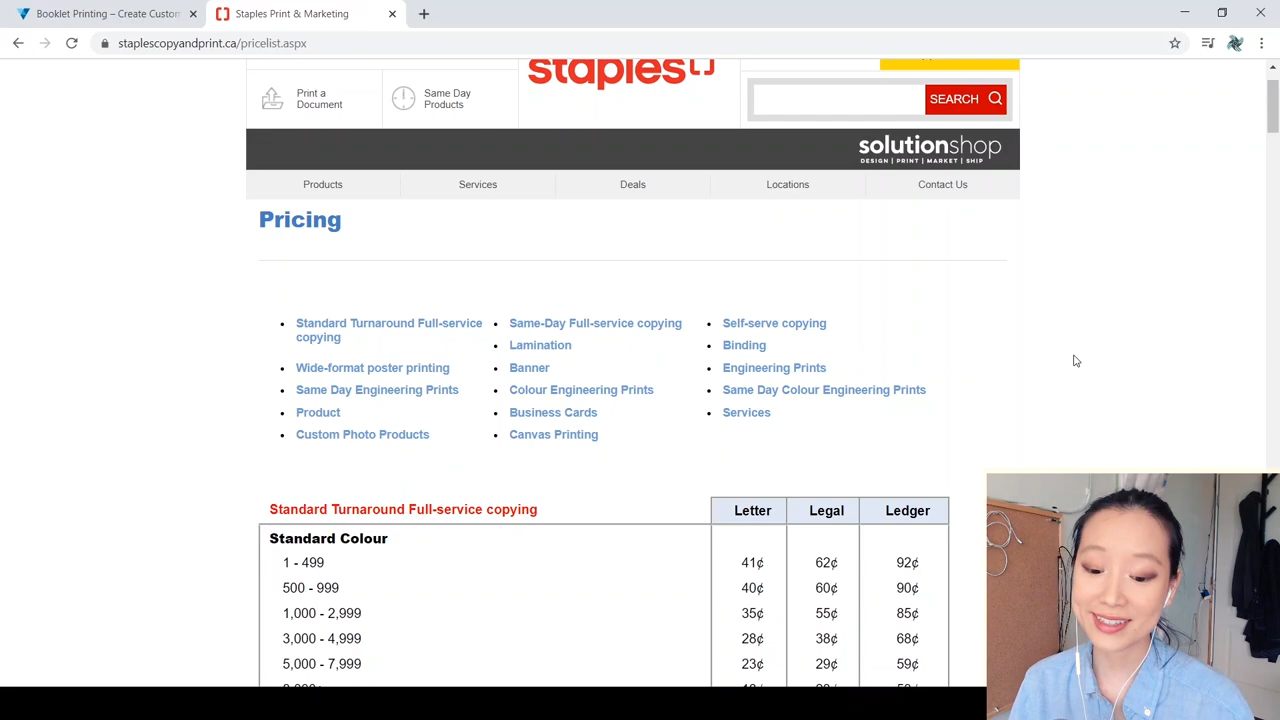 Booklet Printing – Create Custom
Staples Print & Marketing
staplescopyandprint.ca/pricelist.aspx
Print a
Document
Same Day
Products
staples
SEARCH
solutionshop
DESIGN | PRINT | MARKET | SHIP
Products Services Deals Locations Contact Us
Pricing
Standard Turnaround Full-service
copying
Same-Day Full-service copying
Self-serve copying
Lamination
Binding
Wide-format poster printing
Banner
Engineering Prints
Same Day Engineering Prints
Colour Engineering Prints
Same Day Colour Engineering Prints
Product
Business Cards
Services
Custom Photo Products
Canvas Printing
Standard Turnaround Full-service copying Letter Legal Ledger
Standard Colour
1 - 499 41¢ 62¢ 92¢
500 - 999 40¢ 60¢ 90¢
1,000 - 2,999 35¢ 55¢ 85¢
3,000 - 4,999 28¢ 38¢ 68¢
5,000 - 7,999 23¢ 29¢ 59¢